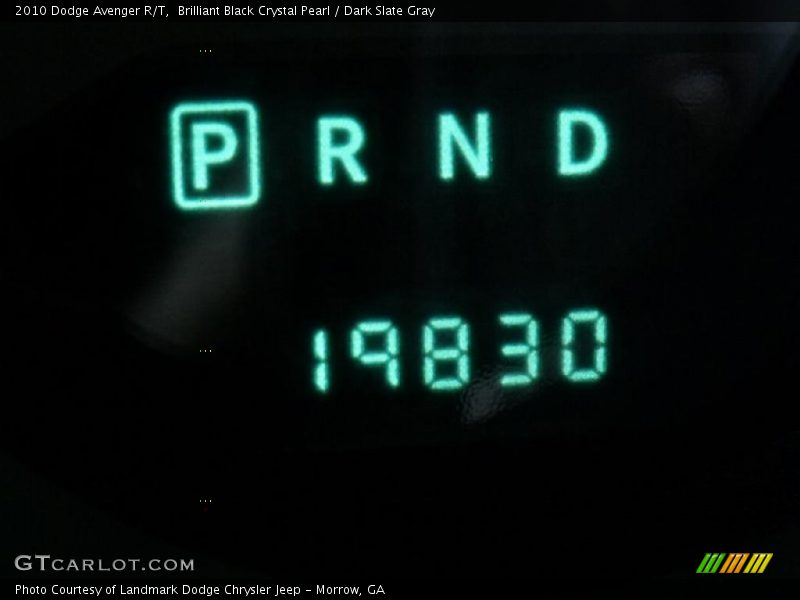 2010 Dodge Avenger R/T,  Brilliant Black Crystal Pearl / Dark Slate Gray
P R N D
19830
GTCARLOT.COM
Photo Courtesy of Landmark Dodge Chrysler Jeep - Morrow, GA